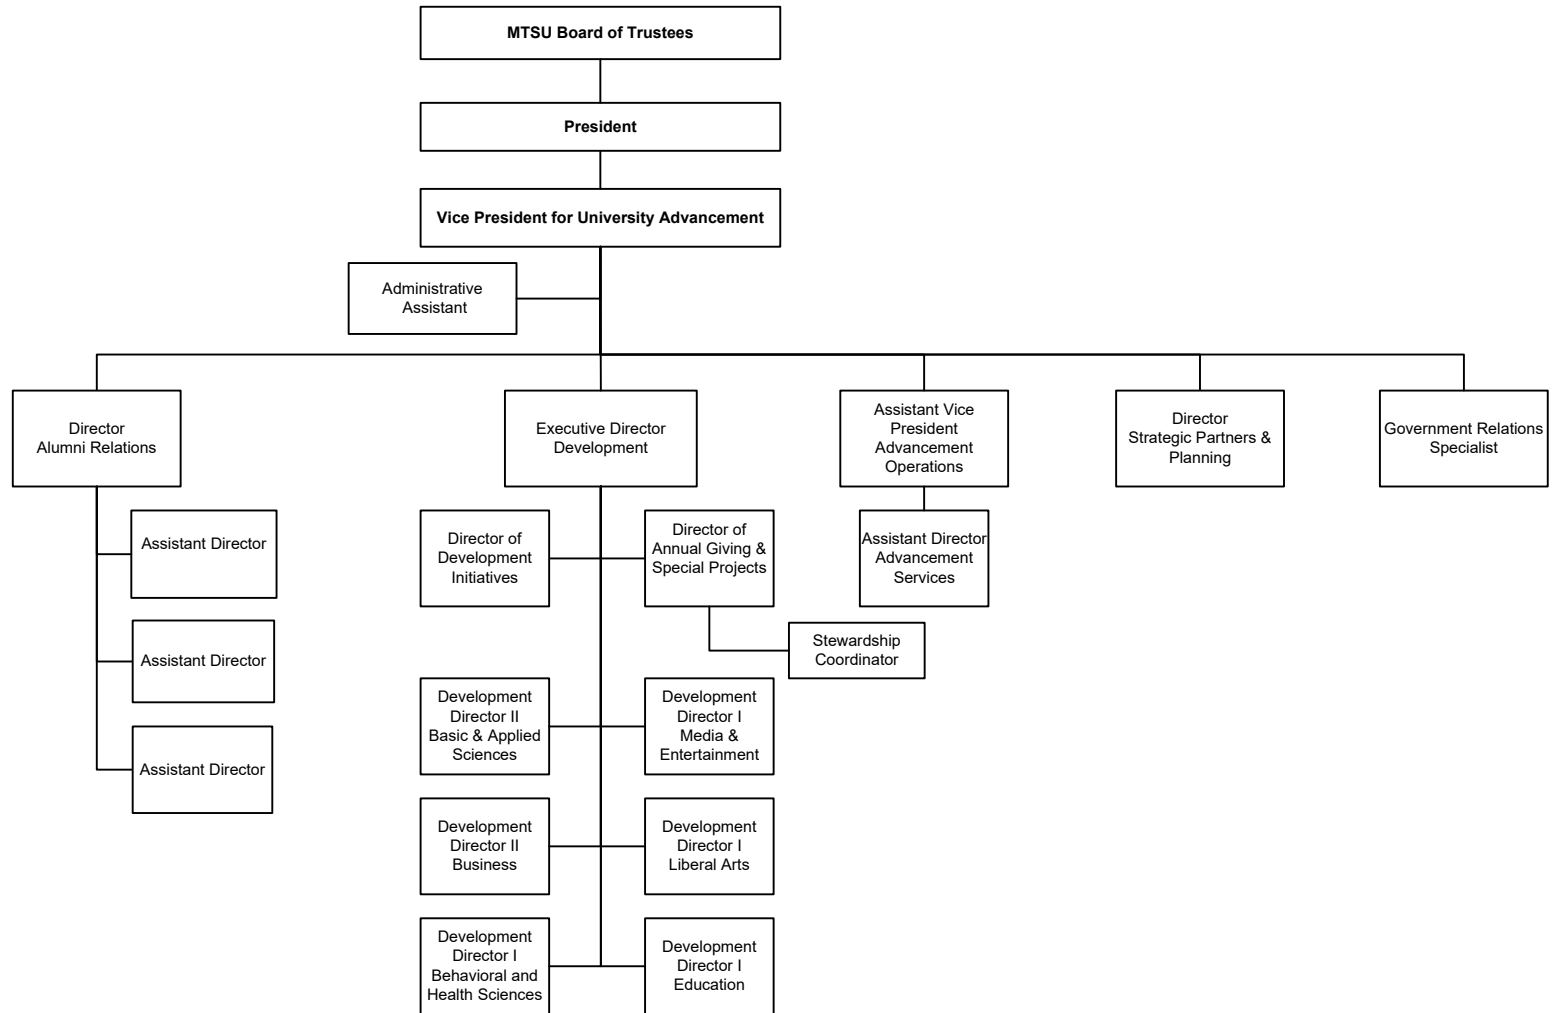 MTSU Board of Trustees
President
Vice President for University Advancement
Administrative
Assistant
Director
Alumni Relations
Executive Director
Development
Assistant Vice
President
Advancement
Operations
Director
Strategic Partners &
Planning
Government Relations
Specialist
Assistant Director
Assistant Director
Assistant Director
Director of
Development
Initiatives
Director of
Annual Giving &
Special Projects
Stewardship
Coordinator
Assistant Director
Advancement
Services
Development
Director II
Basic & Applied
Sciences
Development
Director I
Media &
Entertainment
Development
Director II
Business
Development
Director I
Liberal Arts
Development
Director I
Behavioral and
Health Sciences
Development
Director I
Education